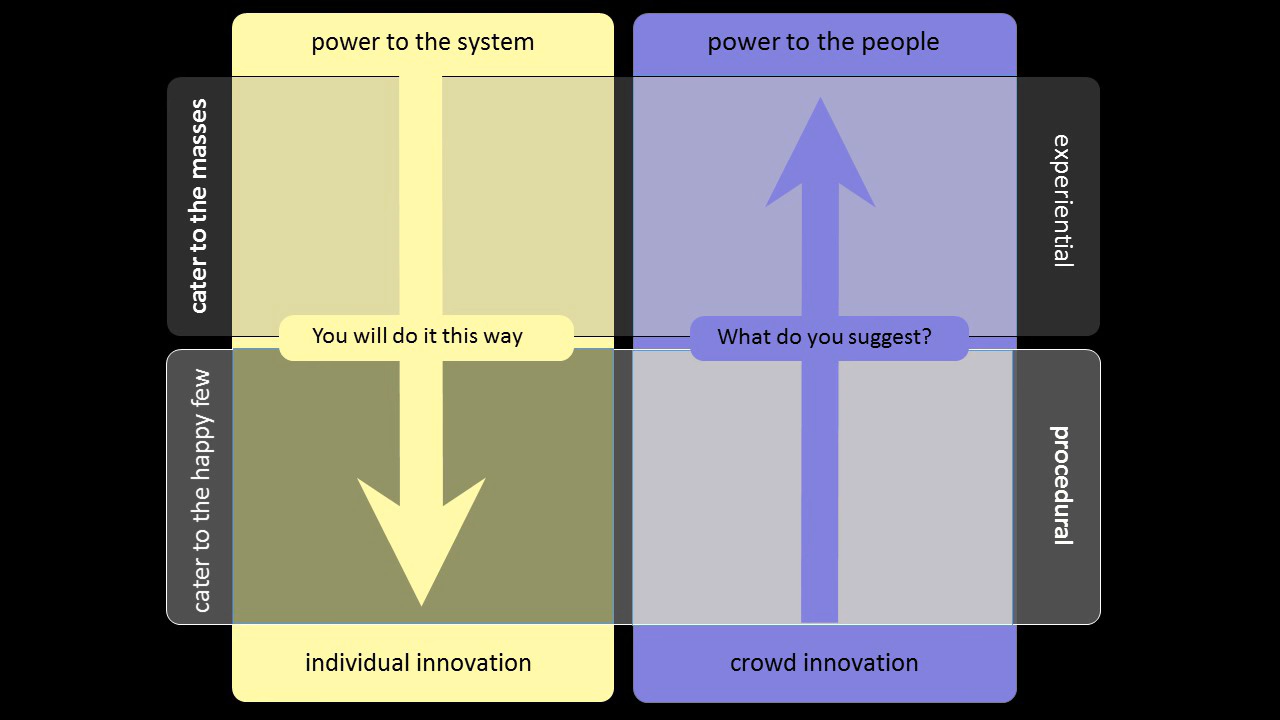 power to the system
power to the people
cater to the masses
experiential
You will do it this way
What do you suggest?
cater to the happy few
procedural
individual innovation
crowd innovation